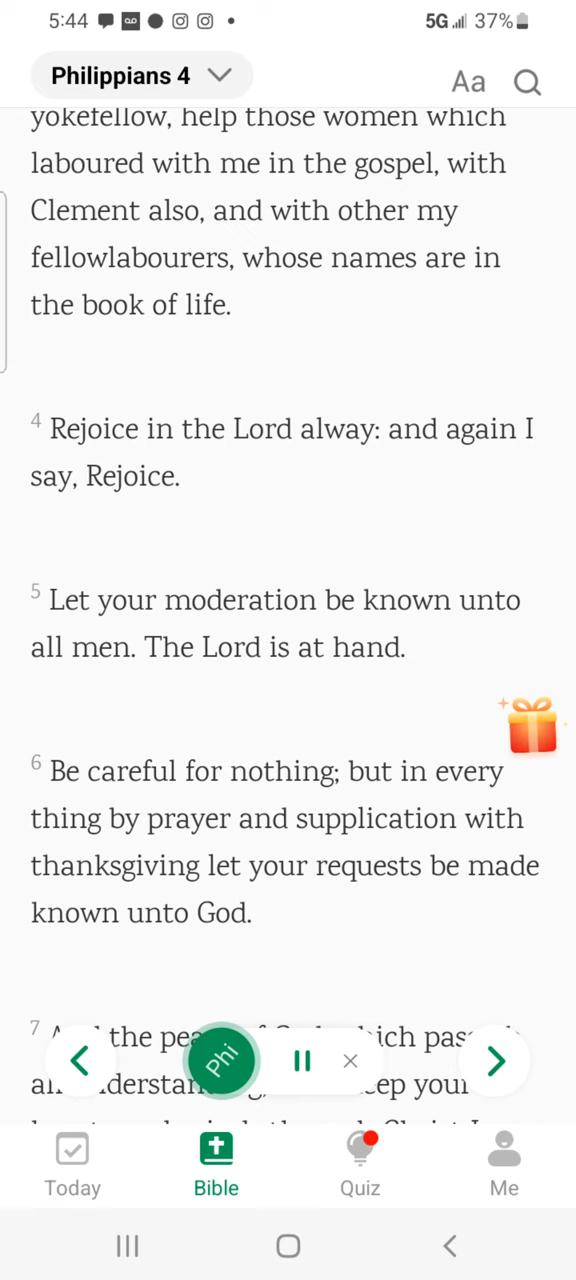 5:44
5G 37%
Philippians 4
Aa
yokefellow, help those women which
laboured with me in the gospel, with
Clement also, and with other my
fellowlabourers, whose names are in
the book of life.
4 Rejoice in the Lord alway: and again I
say, Rejoice.
5 Let your moderation be known unto
all men. The Lord is at hand.
6 Be careful for nothing; but in every
thing by prayer and supplication with
thanksgiving let your requests be made
known unto God.
7 the
Phi
your
Today
Bible
Quiz
Me